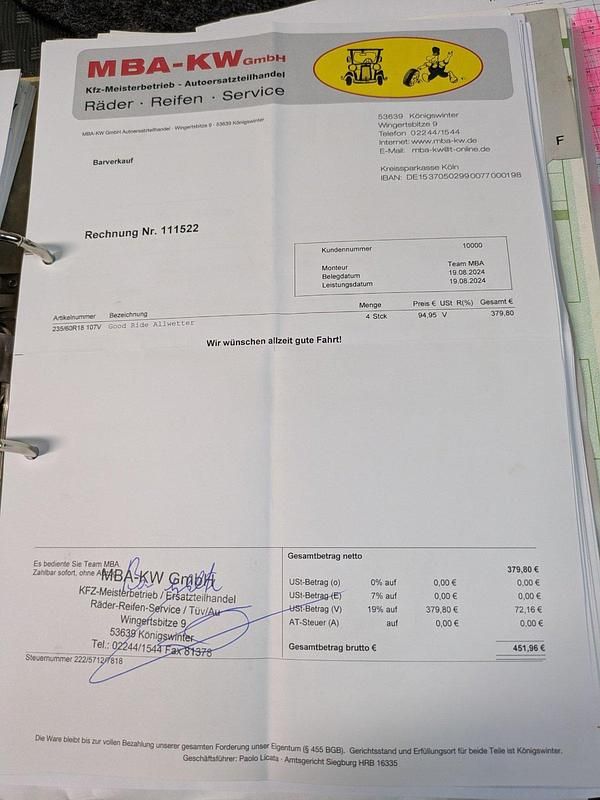 MBA-KW GmbH
Kfz-Meisterbetrieb - Autoersatzteilhandel
Räder · Reifen · Service
MBA-KW GmbH Autoersatzteilhandel · Wingertsbitze 9 · 53639 Königswinter
53639 Königswinter
Wingertsbitze 9
Telefon 02244/1544
Internet: www.mba-kw.de
E-Mail: mba-kw@t-online.de
Kreissparkasse Köln
IBAN: DE15370502990077000198
F
Barverkauf
Rechnung Nr. 111522
Kundennummer 10000
Monteur Team MBA
Belegdatum 19.08.2024
Leistungsdatum 19.08.2024
Artikelnummer Bezeichnung Menge Preis € USt R(%) Gesamt €
235/60R18 107V Good Ride Allwetter 4 Stck 94,95 V 379,80
Wir wünschen allzeit gute Fahrt!
Es bediente Sie Team MBA.
Zahlbar sofort, ohne
MBA-KW GmbH
KFZ-Meisterbetrieb / Ersatzteilhandel
Räder-Reifen-Service / Tüv/Au
Wingertsbitze 9
53639 Königswinter
Tel.: 02244/1544 Fax 81378
Steuernummer 222/5712/7818
Gesamtbetrag netto 379,80 €
USt-Betrag (o) 0% auf 0,00 € 0,00 €
USt-Betrag (E) 7% auf 0,00 € 0,00 €
USt-Betrag (V) 19% auf 379,80 € 72,16 €
AT-Steuer (A) auf 0,00 € 0,00 €
Gesamtbetrag brutto € 451,96 €
Die Ware bleibt bis zur vollen Bezahlung unserer gesamten Forderung unser Eigentum (§ 455 BGB). Gerichtsstand und Erfüllungsort für beide Teile ist Königswinter.
Geschäftsführer: Paolo Licata · Amtsgericht Siegburg HRB 16335